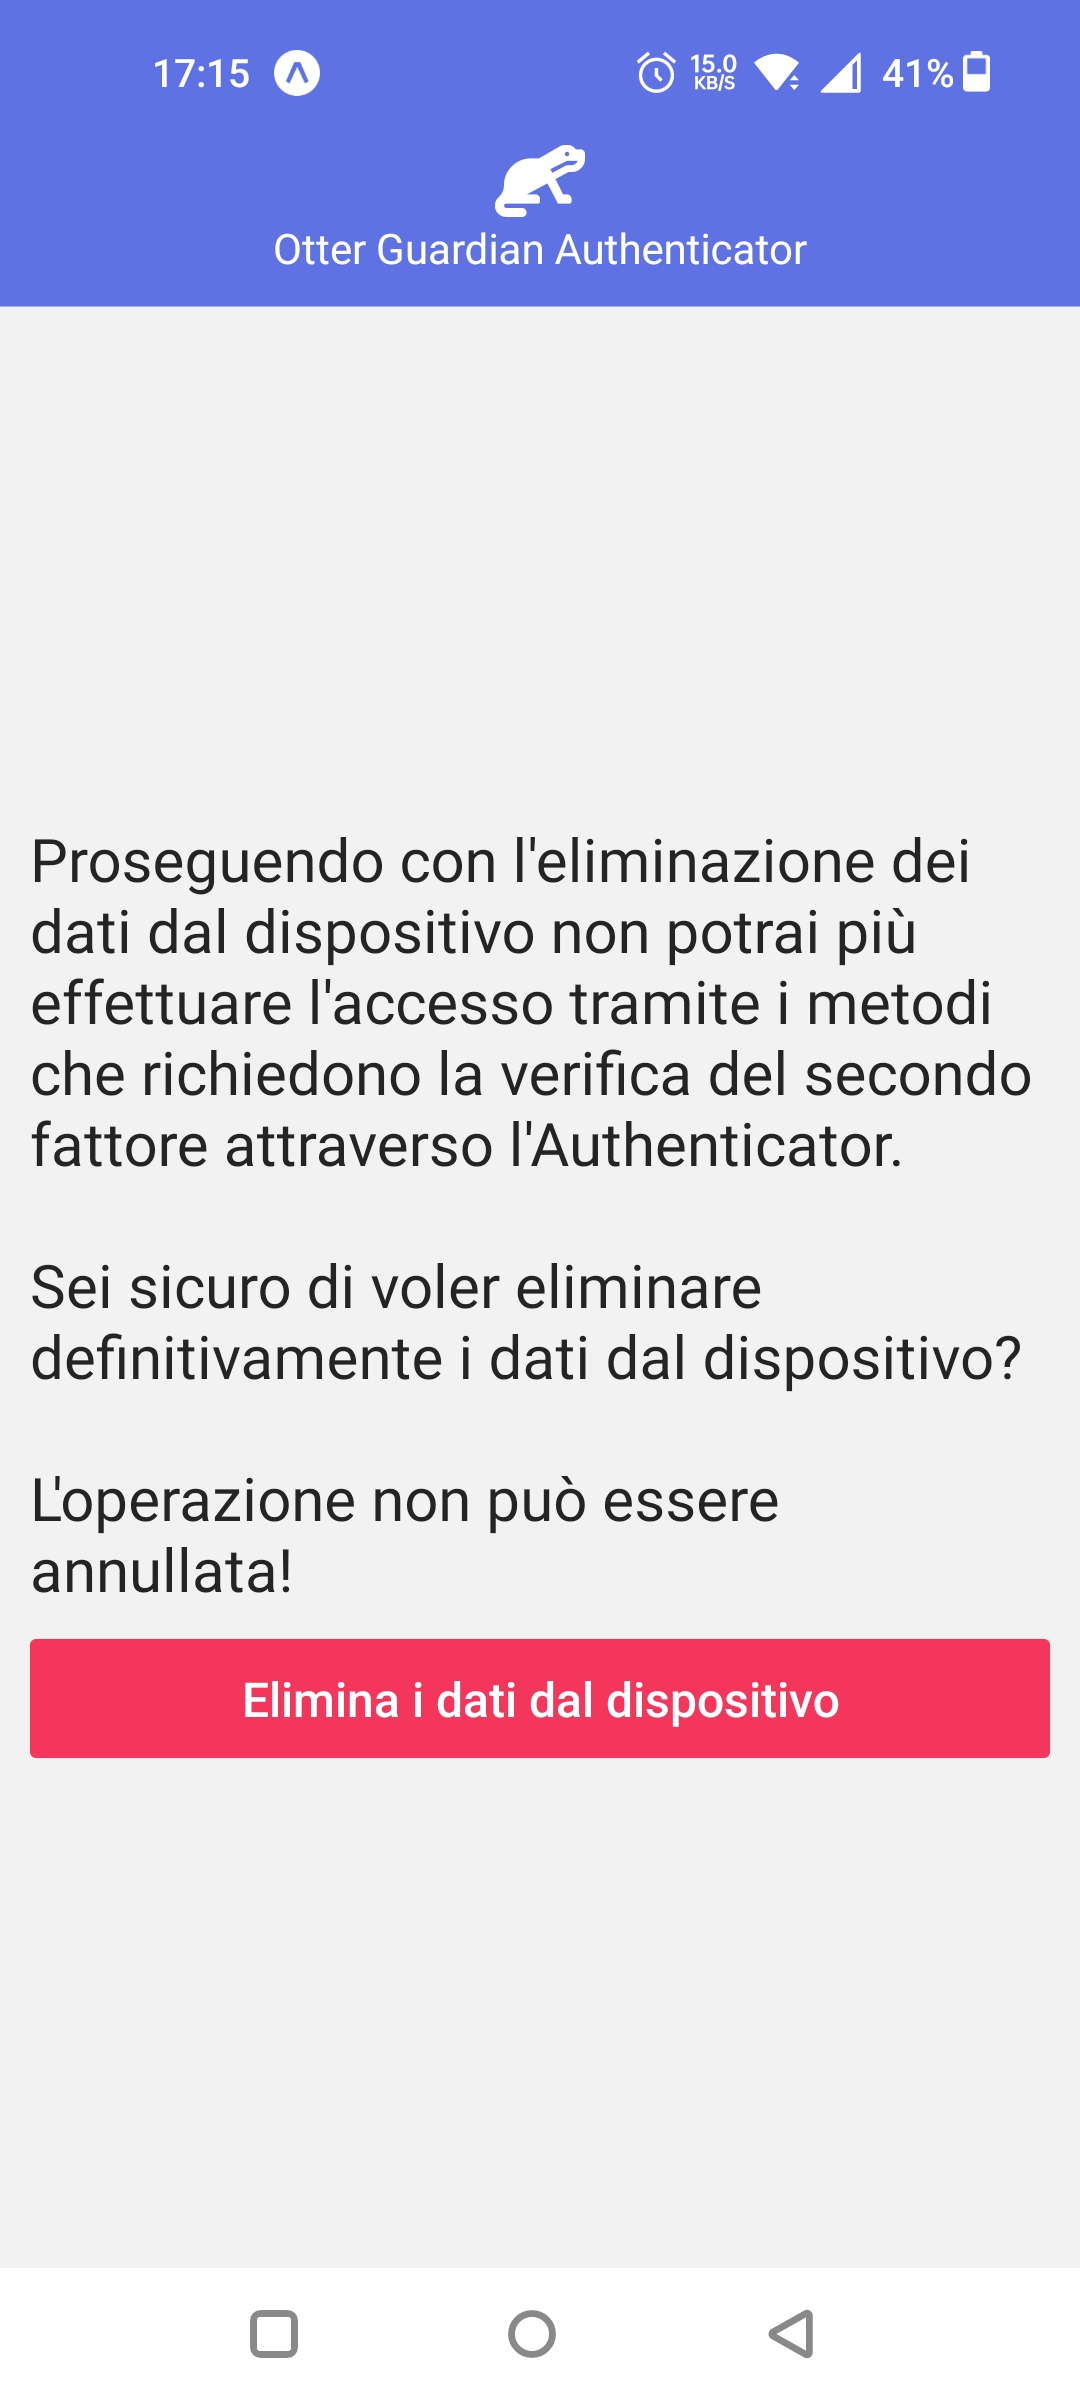 17:15
15.0
KB/S
41%
Otter Guardian Authenticator
Proseguendo con l'eliminazione dei
dati dal dispositivo non potrai più
effettuare l'accesso tramite i metodi
che richiedono la verifica del secondo
fattore attraverso l'Authenticator.
Sei sicuro di voler eliminare
definitivamente i dati dal dispositivo?
L'operazione non può essere
annullata!
Elimina i dati dal dispositivo